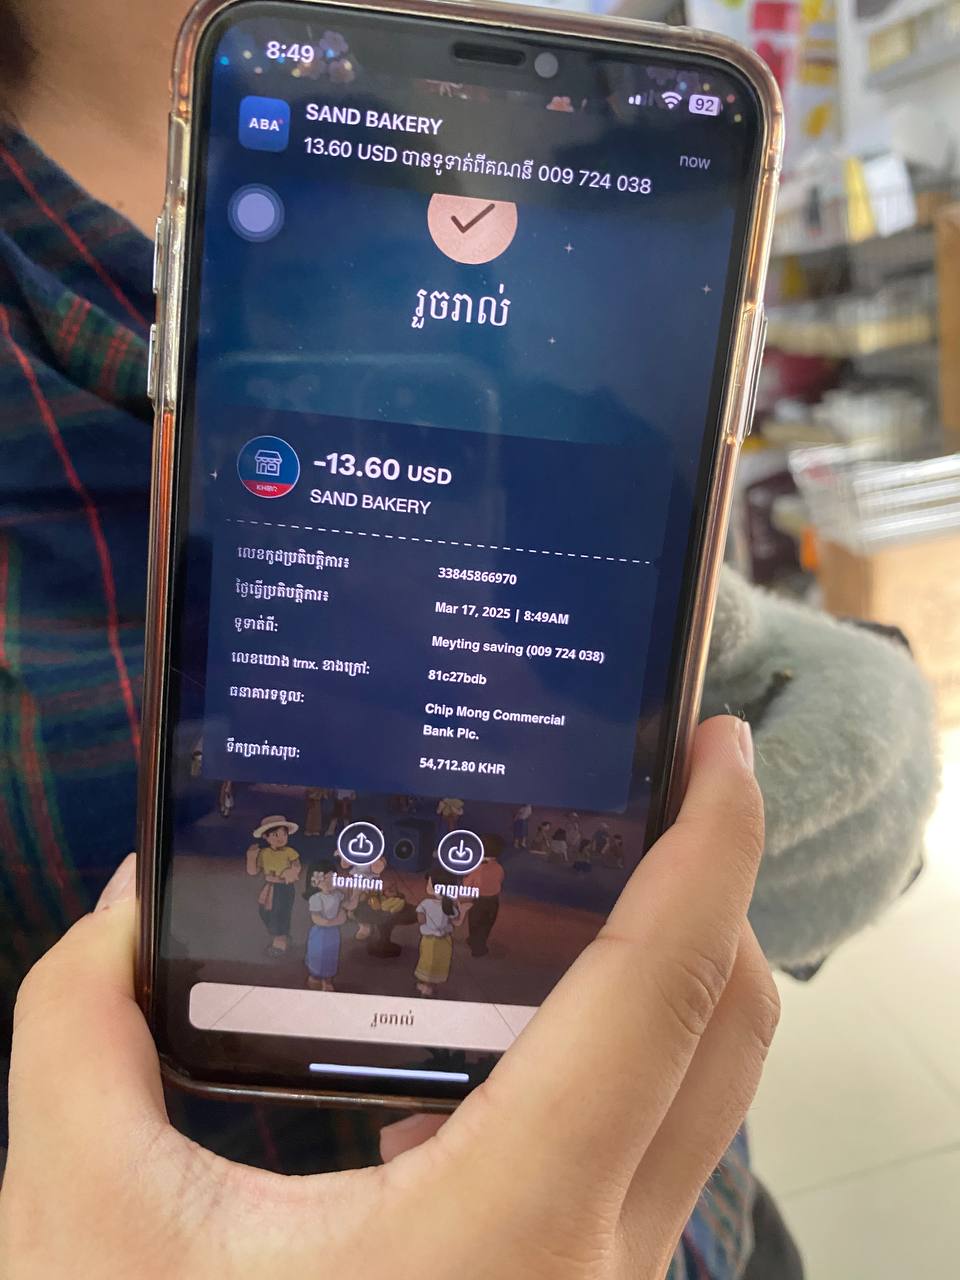 8:49
92
ABA
SAND BAKERY
now
13.60 USD បានទូទាត់ពីគណនី 009 724 038
រួចរាល់
-13.60 USD
KHQR
SAND BAKERY
លេខកូដប្រតិបត្តិការ៖ 33845866970
ថ្ងៃធ្វើប្រតិបត្តិការ៖ Mar 17, 2025 | 8:49AM
ទូទាត់ពី: Meyting saving (009 724 038)
លេខយោង trnx. ខាងក្រៅ: 81c27bdb
ធនាគារទទួល: Chip Mong Commercial
Bank Plc.
ទឹកប្រាក់សរុប: 54,712.80 KHR
ចែករំលែក
ទាញយក
រួចរាល់